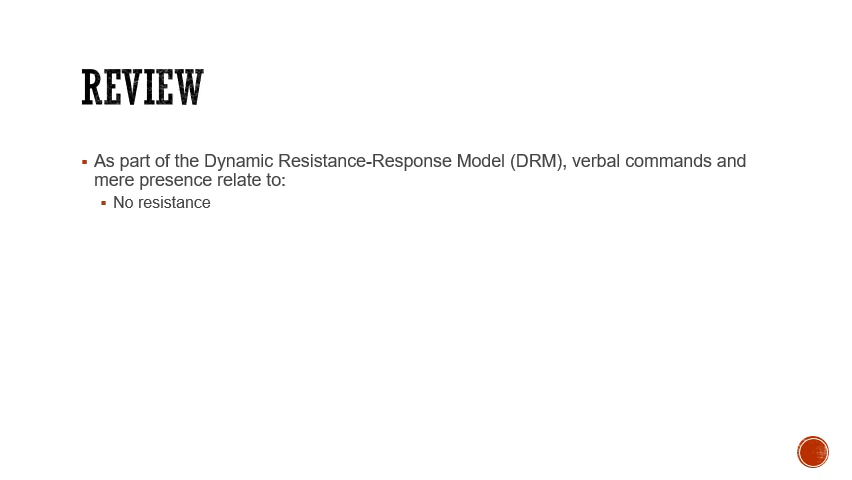 REVIEW
▪ As part of the Dynamic Resistance-Response Model (DRM), verbal commands and
mere presence relate to:
▪ No resistance